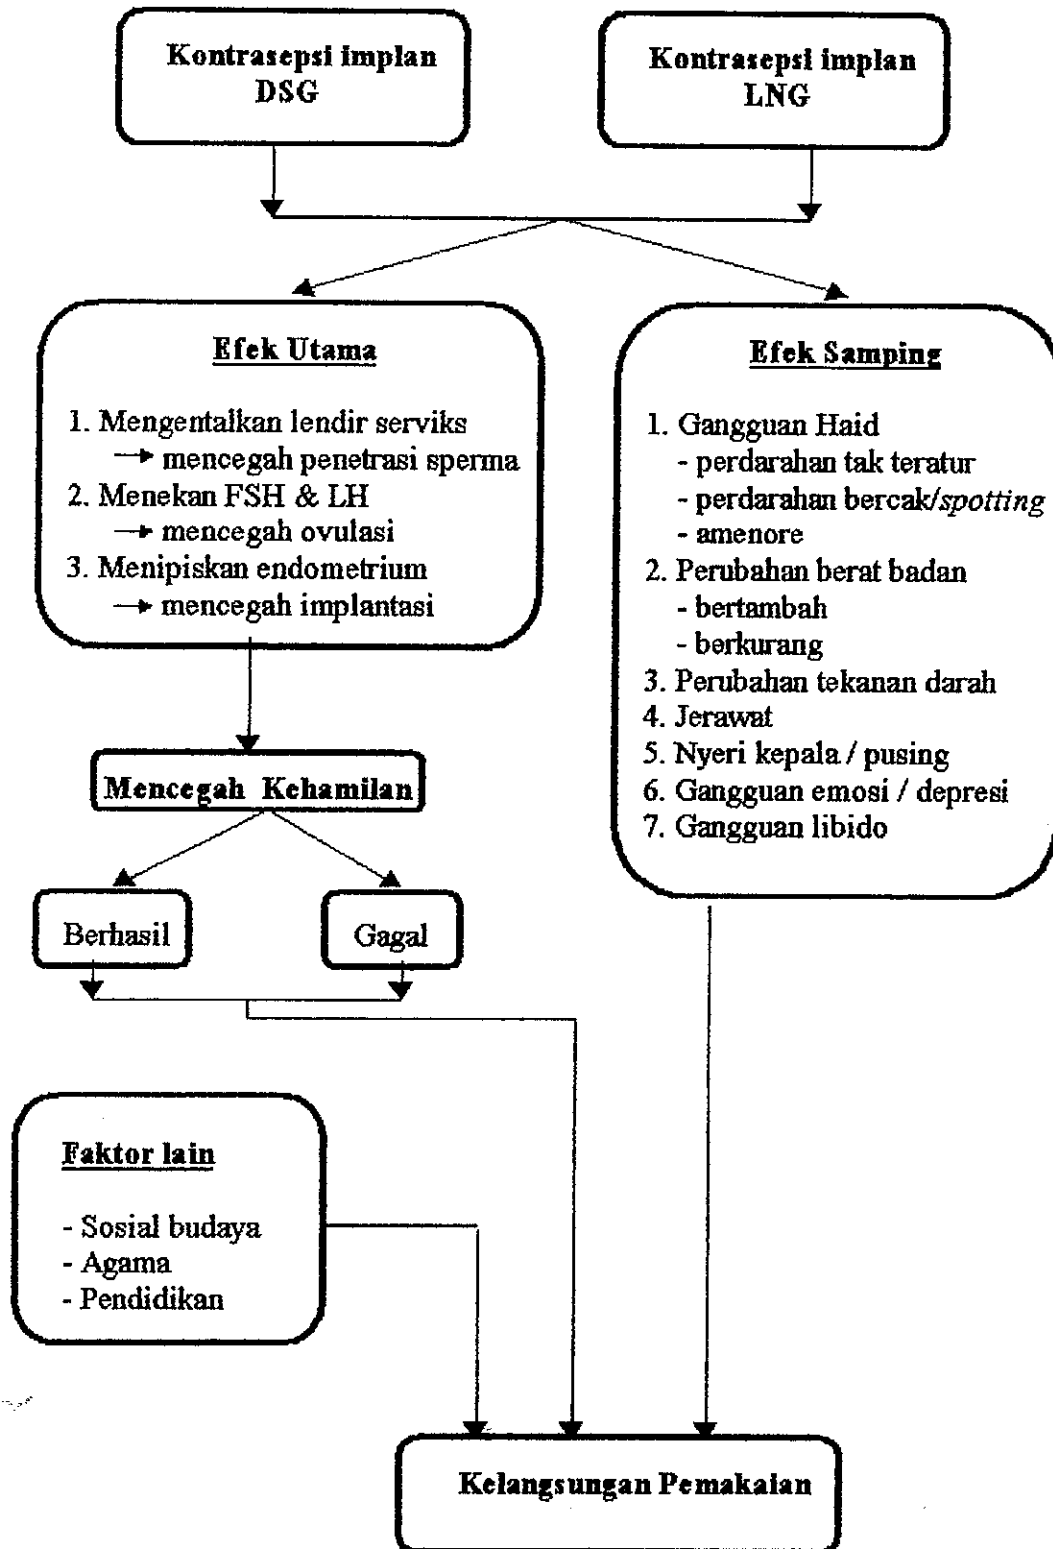 Kontrasepsi implan
DSG
Kontrasepsi implan
LNG
Efek Utama
1. Mengentalkan lendir serviks
→ mencegah penetrasi sperma
2. Menekan FSH & LH
→ mencegah ovulasi
3. Menipiskan endometrium
→ mencegah implantasi
Efek Samping
1. Gangguan Haid
- perdarahan tak teratur
- perdarahan bercak/spotting
- amenore
2. Perubahan berat badan
- bertambah
- berkurang
3. Perubahan tekanan darah
4. Jerawat
5. Nyeri kepala / pusing
6. Gangguan emosi / depresi
7. Gangguan libido
Mencegah Kehamilan
Berhasil
Gagal
Faktor lain
- Sosial budaya
- Agama
- Pendidikan
Kelangsungan Pemakaian